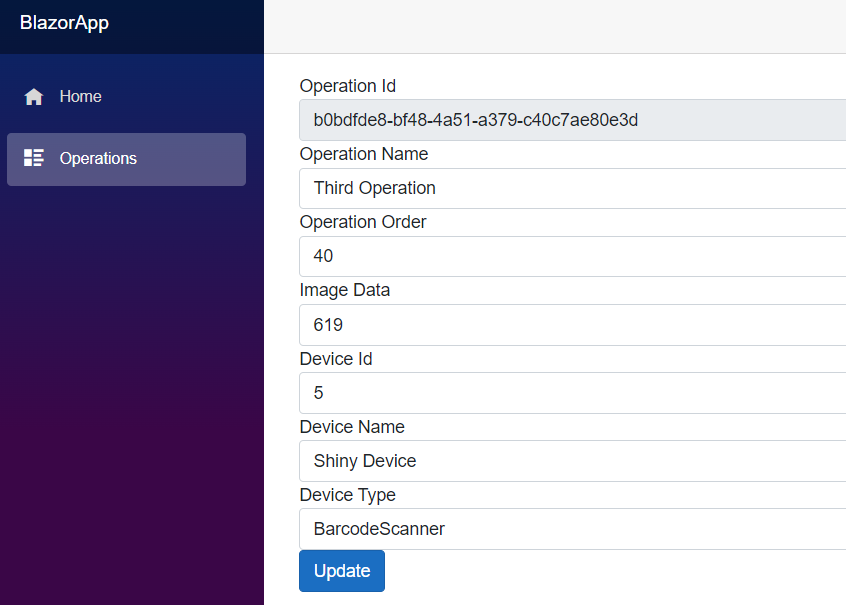 BlazorApp
Home
Operations
Operation Id
b0bdfde8-bf48-4a51-a379-c40c7ae80e3d
Operation Name
Third Operation
Operation Order
40
Image Data
619
Device Id
5
Device Name
Shiny Device
Device Type
BarcodeScanner
Update